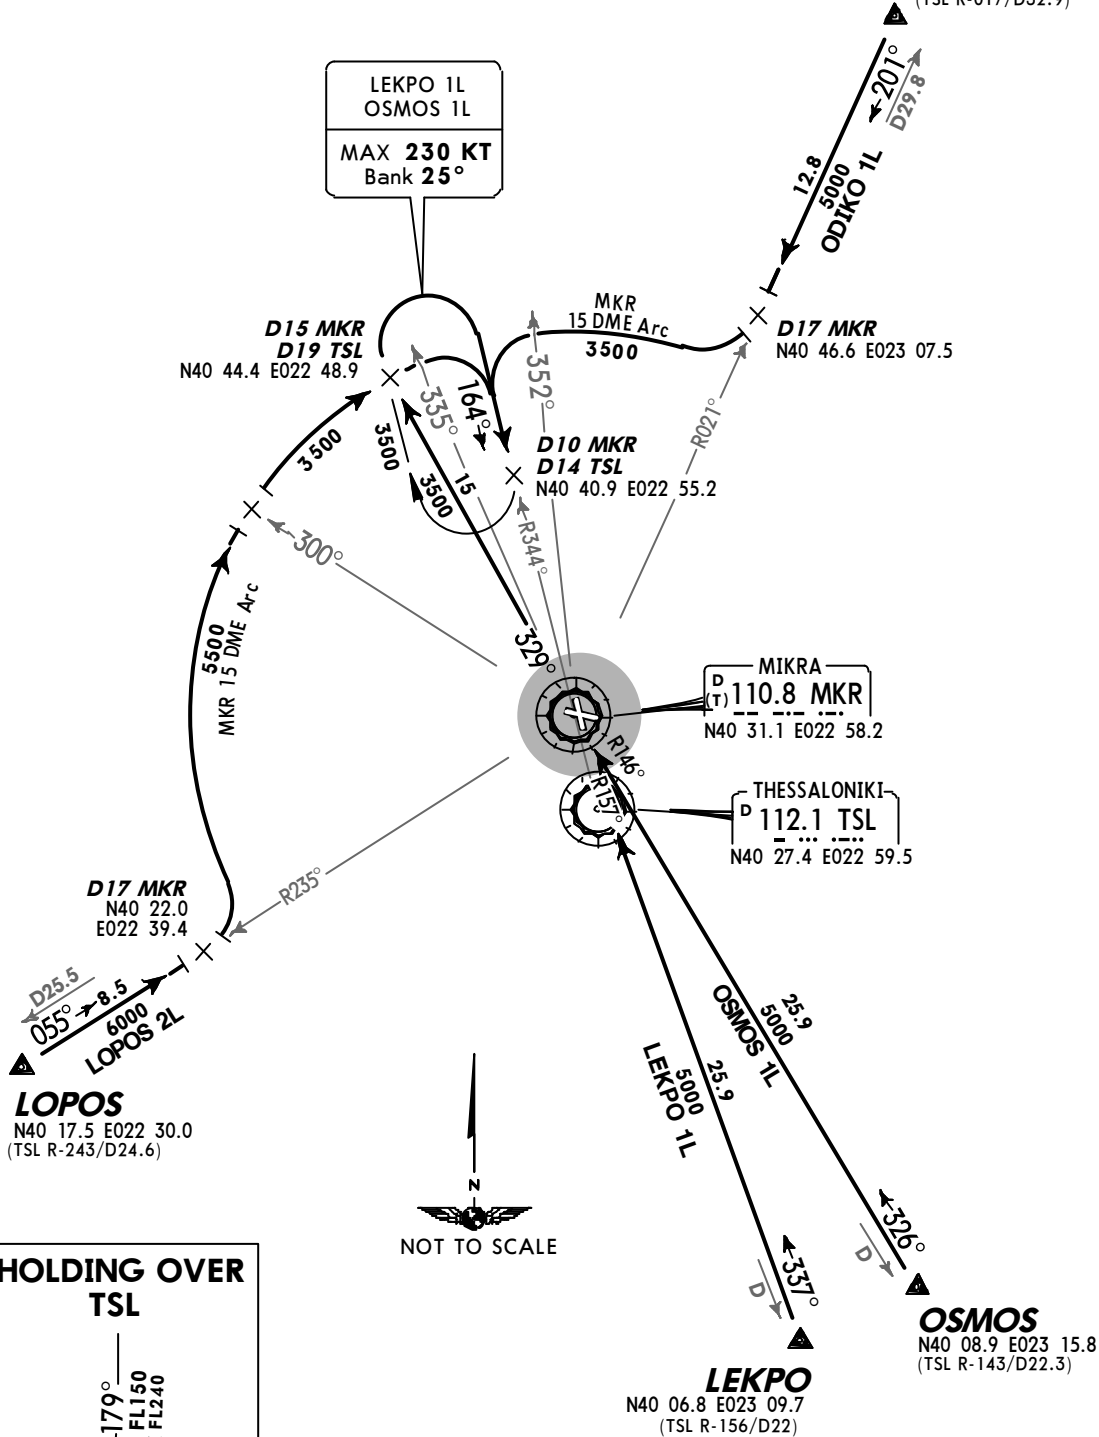 (TSL R-017/D52.9)
201°
D29.8
12.8
5000
ODIKO 1L
LEKPO 1L
OSMOS 1L
MAX 230 KT
Bank 25°
MKR
15 DME Arc
3500
D17 MKR
N40 46.6 E023 07.5
D15 MKR
D19 TSL
N40 44.4 E022 48.9
335°
164°
352°
R021°
3500
3500
3500
15
D10 MKR
D14 TSL
N40 40.9 E022 55.2
R344°
300°
329°
5500
MKR 15 DME Arc
MIKRA
D
(T)
110.8 MKR
N40 31.1 E022 58.2
R146°
R157°
THESSALONIKI
D
112.1 TSL
N40 27.4 E022 59.5
R235°
D17 MKR
N40 22.0
E022 39.4
D25.5
055°
8.5
6000
LOPOS 2L
LOPOS
N40 17.5 E022 30.0
(TSL R-243/D24.6)
25.9
5000
OSMOS 1L
25.9
5000
LEKPO 1L
N
NOT TO SCALE
326°
D
337°
D
OSMOS
N40 08.9 E023 15.8
(TSL R-143/D22.3)
LEKPO
N40 06.8 E023 09.7
(TSL R-156/D22)
HOLDING OVER
TSL
179°
FL150
FL240